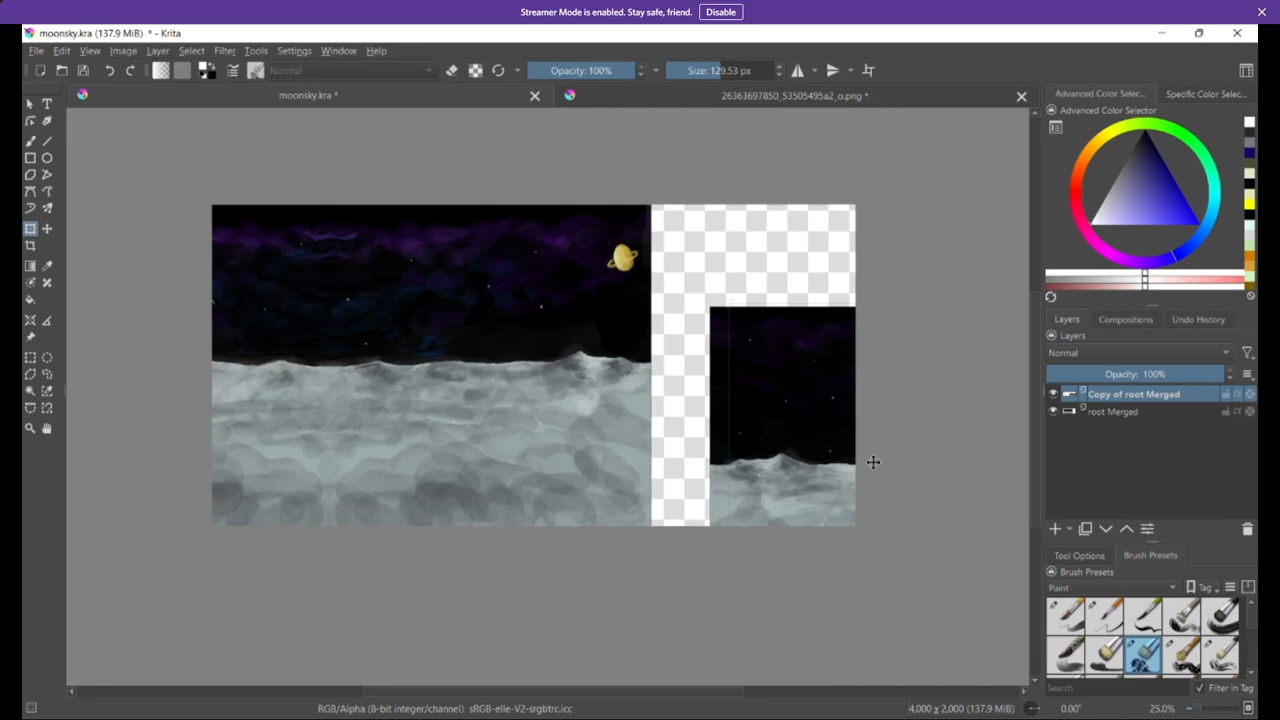 Streamer Mode is enabled. Stay safe, friend. Disable
moonsky.kra (137.9 MiB) * - Krita
File Edit View Image Layer Select Filter Tools Settings Window Help
Normal Opacity: 100% Size: 129.53 px
moonsky.kra * 26363697850_53505495a2_o.png *
Advanced Color Selec... Specific Color Selec...
Advanced Color Selector
Layers Compositions Undo History
Layers
Normal
Opacity: 100%
Copy of root Merged
root Merged
Tool Options Brush Presets
Brush Presets
Paint Tag
Search Filter in Tag
RGB/Alpha (8-bit integer/channel) sRGB-elle-V2-srgbtrc.icc 4,000 x 2,000 (137.9 MiB) 0.00° 25.0%